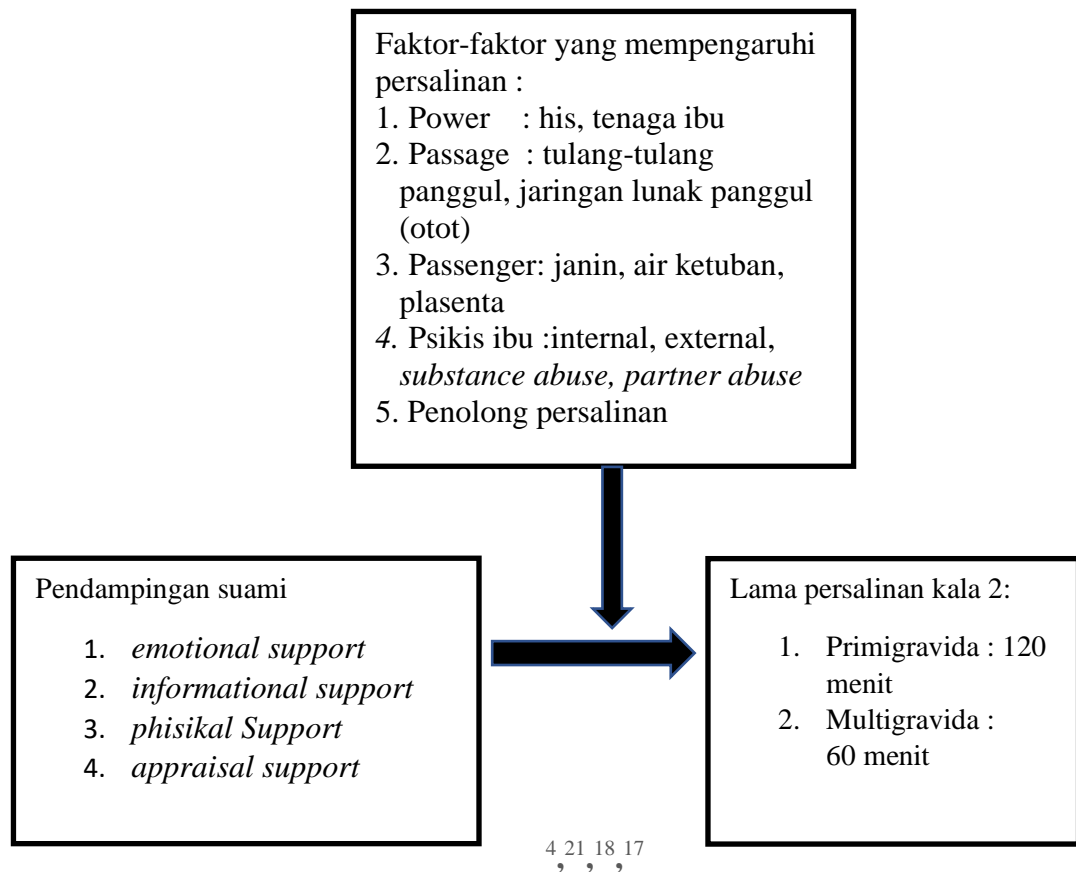 Faktor-faktor yang mempengaruhi
persalinan :
1. Power : his, tenaga ibu
2. Passage : tulang-tulang
panggul, jaringan lunak panggul
(otot)
3. Passenger: janin, air ketuban,
plasenta
4. Psikis ibu :internal, external,
substance abuse, partner abuse
5. Penolong persalinan
Pendampingan suami
1. emotional support
2. informational support
3. phisikal Support
4. appraisal support
Lama persalinan kala 2:
1. Primigravida : 120
menit
2. Multigravida :
60 menit
4, 21, 18, 17